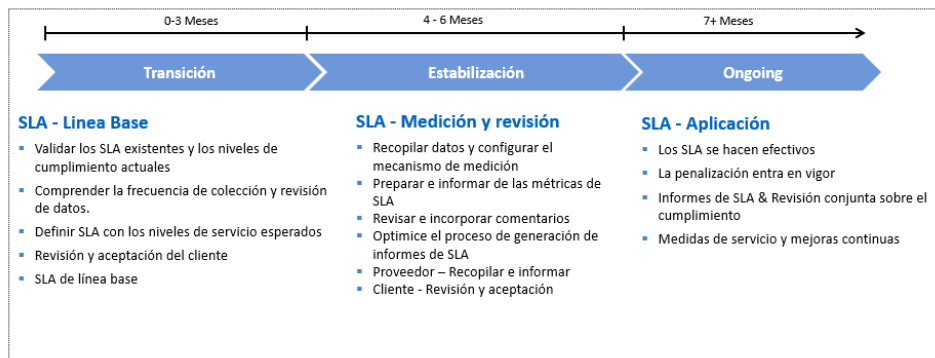 0-3 Meses
4 - 6 Meses
7+ Meses
Transición
Estabilización
Ongoing
SLA - Linea Base
▪ Validar los SLA existentes y los niveles de
cumplimiento actuales
▪ Comprender la frecuencia de colección y revisión
de datos.
▪ Definir SLA con los niveles de servicio esperados
▪ Revisión y aceptación del cliente
▪ SLA de línea base
SLA - Medición y revisión
▪ Recopilar datos y configurar el
mecanismo de medición
▪ Preparar e informar de las métricas de
SLA
▪ Revisar e incorporar comentarios
▪ Optimice el proceso de generación de
informes de SLA
▪ Proveedor – Recopilar e informar
▪ Cliente - Revisión y aceptación
SLA - Aplicación
▪ Los SLA se hacen efectivos
▪ La penalización entra en vigor
▪ Informes de SLA & Revisión conjunta sobre el
cumplimiento
▪ Medidas de servicio y mejoras continuas